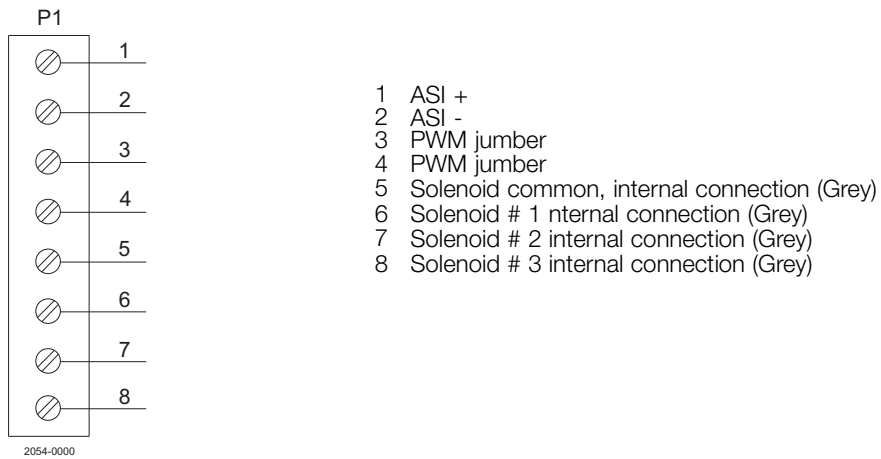 P1
1
2
3
4
5
6
7
8
2054-0000
1 ASI +
2 ASI -
3 PWM jumber
4 PWM jumber
5 Solenoid common, internal connection (Grey)
6 Solenoid # 1 nternal connection (Grey)
7 Solenoid # 2 internal connection (Grey)
8 Solenoid # 3 internal connection (Grey)